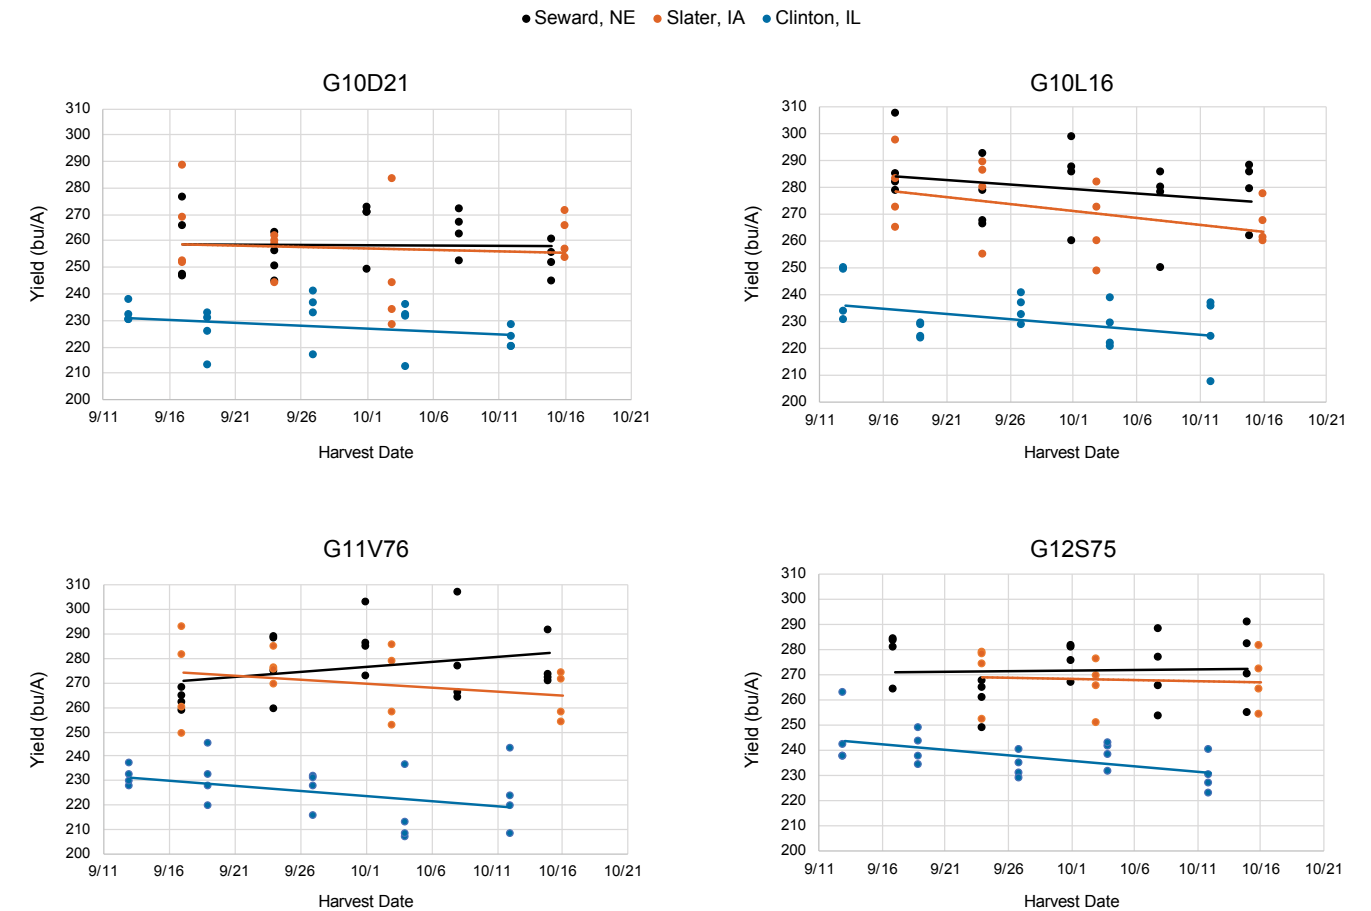 Seward, NE Slater, IA Clinton, IL
G10D21
Yield (bu/A)
310
300
290
280
270
260
250
240
230
220
210
200
9/11 9/16 9/21 9/26 10/1 10/6 10/11 10/16 10/21
Harvest Date
G10L16
Yield (bu/A)
310
300
290
280
270
260
250
240
230
220
210
200
9/11 9/16 9/21 9/26 10/1 10/6 10/11 10/16 10/21
Harvest Date
G11V76
Yield (bu/A)
310
300
290
280
270
260
250
240
230
220
210
200
9/11 9/16 9/21 9/26 10/1 10/6 10/11 10/16 10/21
Harvest Date
G12S75
Yield (bu/A)
310
300
290
280
270
260
250
240
230
220
210
200
9/11 9/16 9/21 9/26 10/1 10/6 10/11 10/16 10/21
Harvest Date